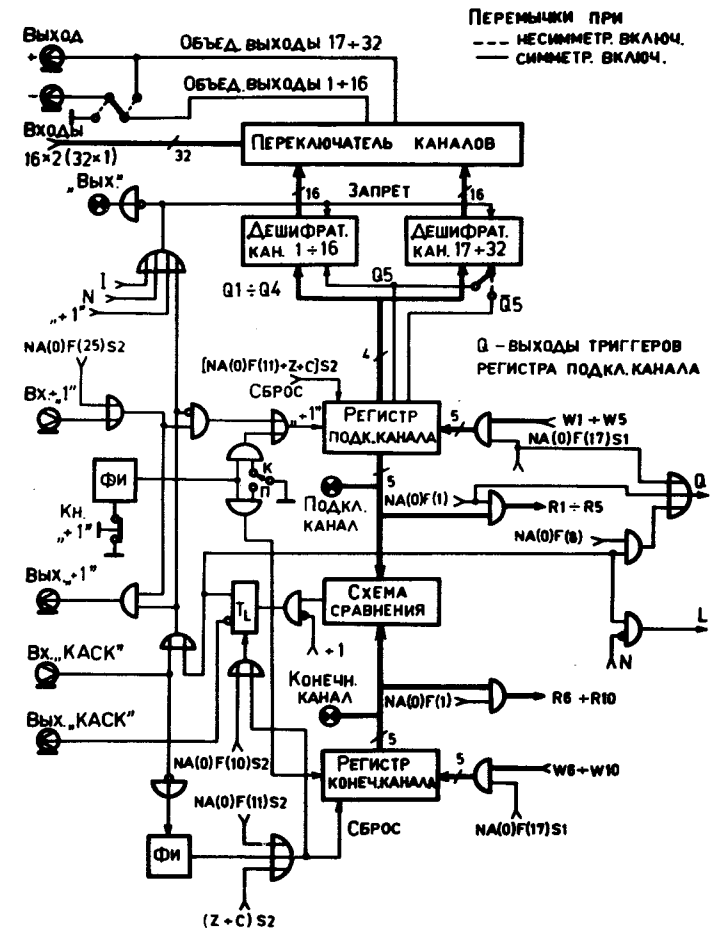 Выход
+
−
Входы
16×2(32×1)
32
Объед. выходы 17÷32
Объед. выходы 1÷16
Перемычки при
--- несимметр. включ.
— симметр. включ.
Переключатель каналов
„Вых."
16
Запрет
16
Дешифрат.
кан. 1÷16
Дешифрат.
кан. 17÷32
I
N
„+1"
Q1÷Q4
Q5
Q̅5
4
NA(0)F(25)S2
[NA(0)F(11)+Z+C]S2
Сброс
Q – выходы триггеров
регистра подкл. канала
Вх.„+1"
„+1"
Регистр
подк. канала
5
W1÷W5
NA(0)F(17)S1
ФИ
К
П
Кн.
„+1"
Подкл.
канал
5
NA(0)F(1)
R1÷R5
Q
NA(0)F(8)
Вых.„+1"
TL
Схема
сравнения
+1
L
N
Вх.„КАСК"
Конечн.
канал
NA(0)F(1)
R6÷R10
Вых.„КАСК"
NA(0)F(10)S2
5
Регистр
конеч. канала
5
W6÷W10
NA(0)F(17)S1
NA(0)F(11)S2
Сброс
ФИ
(Z+C)S2